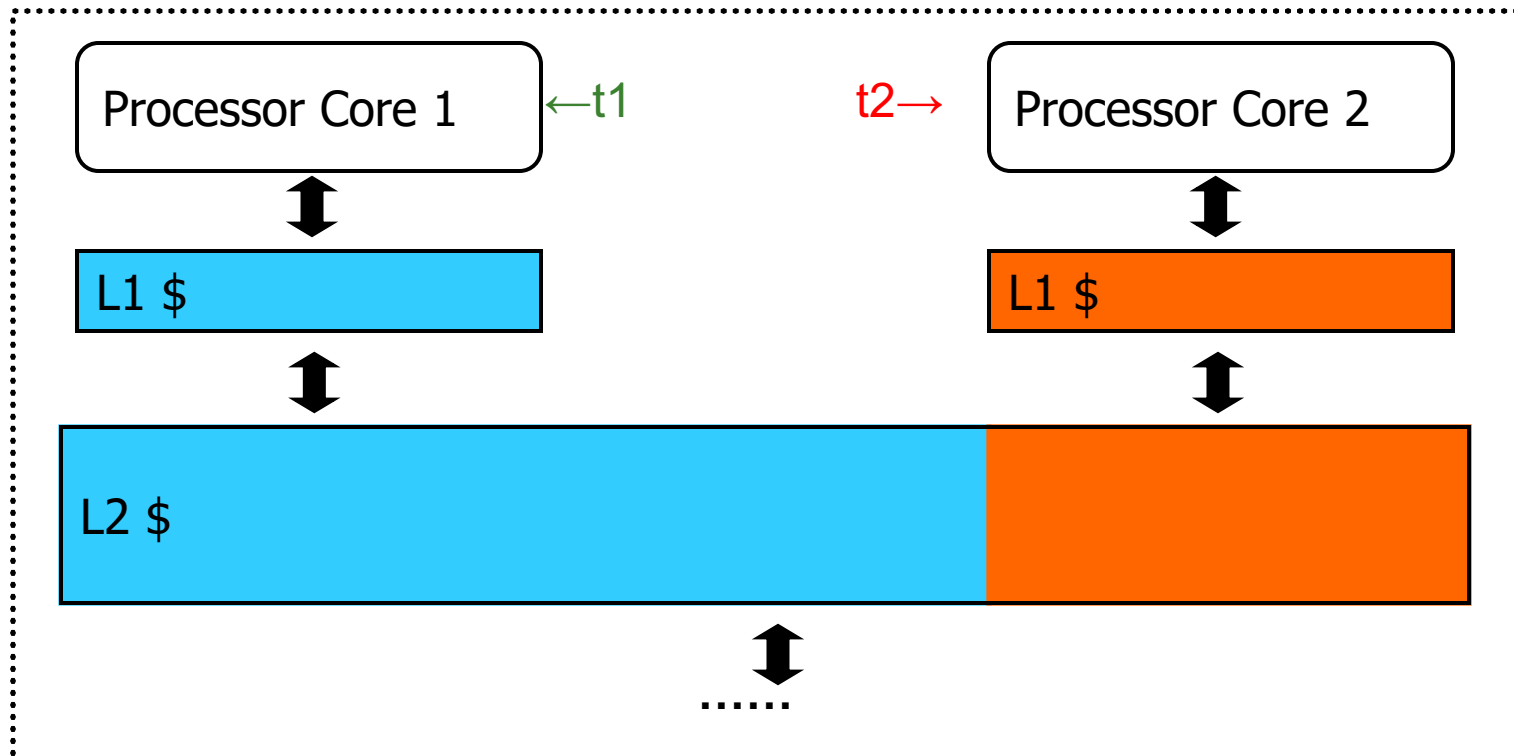 Processor Core 1
←t1
t2→
Processor Core 2
L1 $
L1 $
L2 $
......